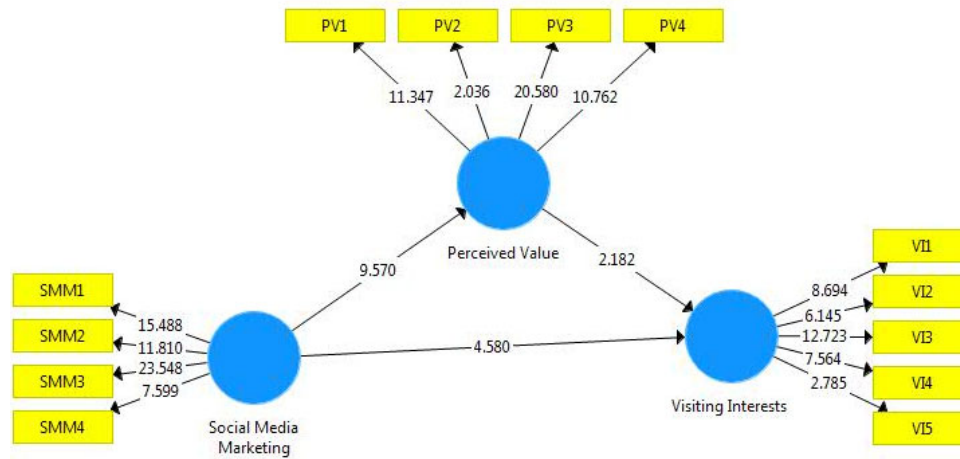 PV1
PV2
PV3
PV4
11.347
2.036
20.580
10.762
Perceived Value
9.570
2.182
4.580
SMM1
SMM2
SMM3
SMM4
15.488
11.810
23.548
7.599
Social Media
Marketing
VI1
VI2
VI3
VI4
VI5
8.694
6.145
12.723
7.564
2.785
Visiting Interests